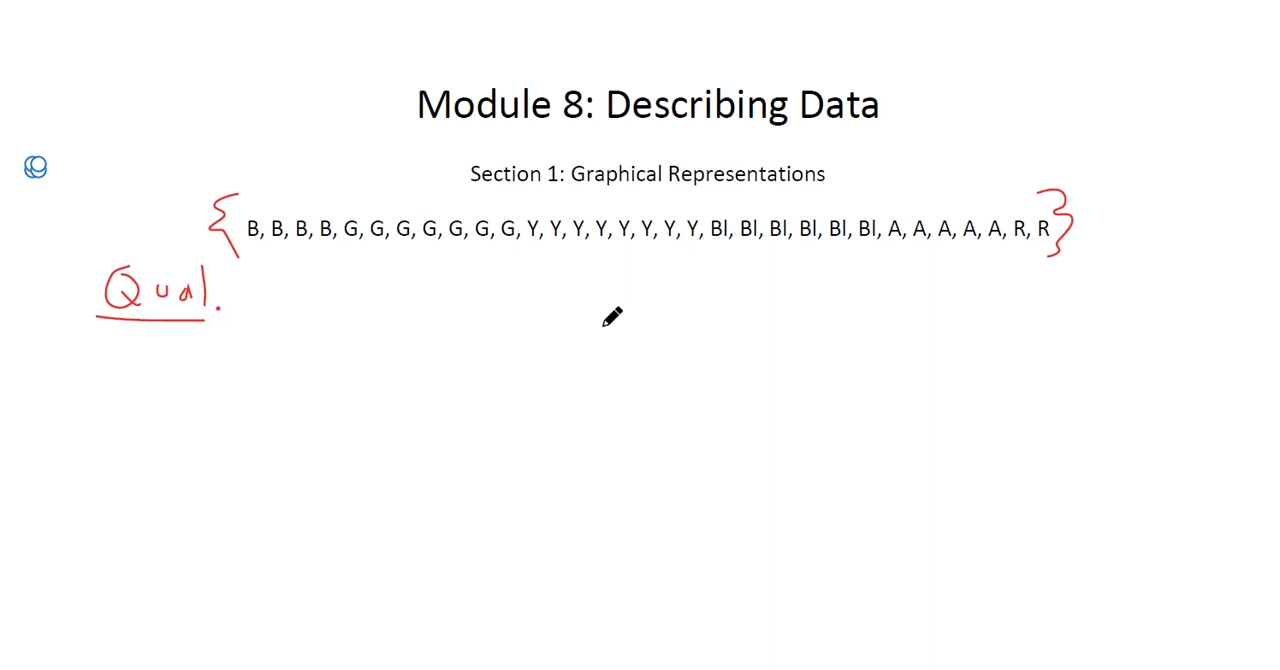 Module 8: Describing Data
Section 1: Graphical Representations
{ B, B, B, B, G, G, G, G, G, G, G, Y, Y, Y, Y, Y, Y, Y, Y, Bl, Bl, Bl, Bl, Bl, Bl, A, A, A, A, A, R, R }
Qual.